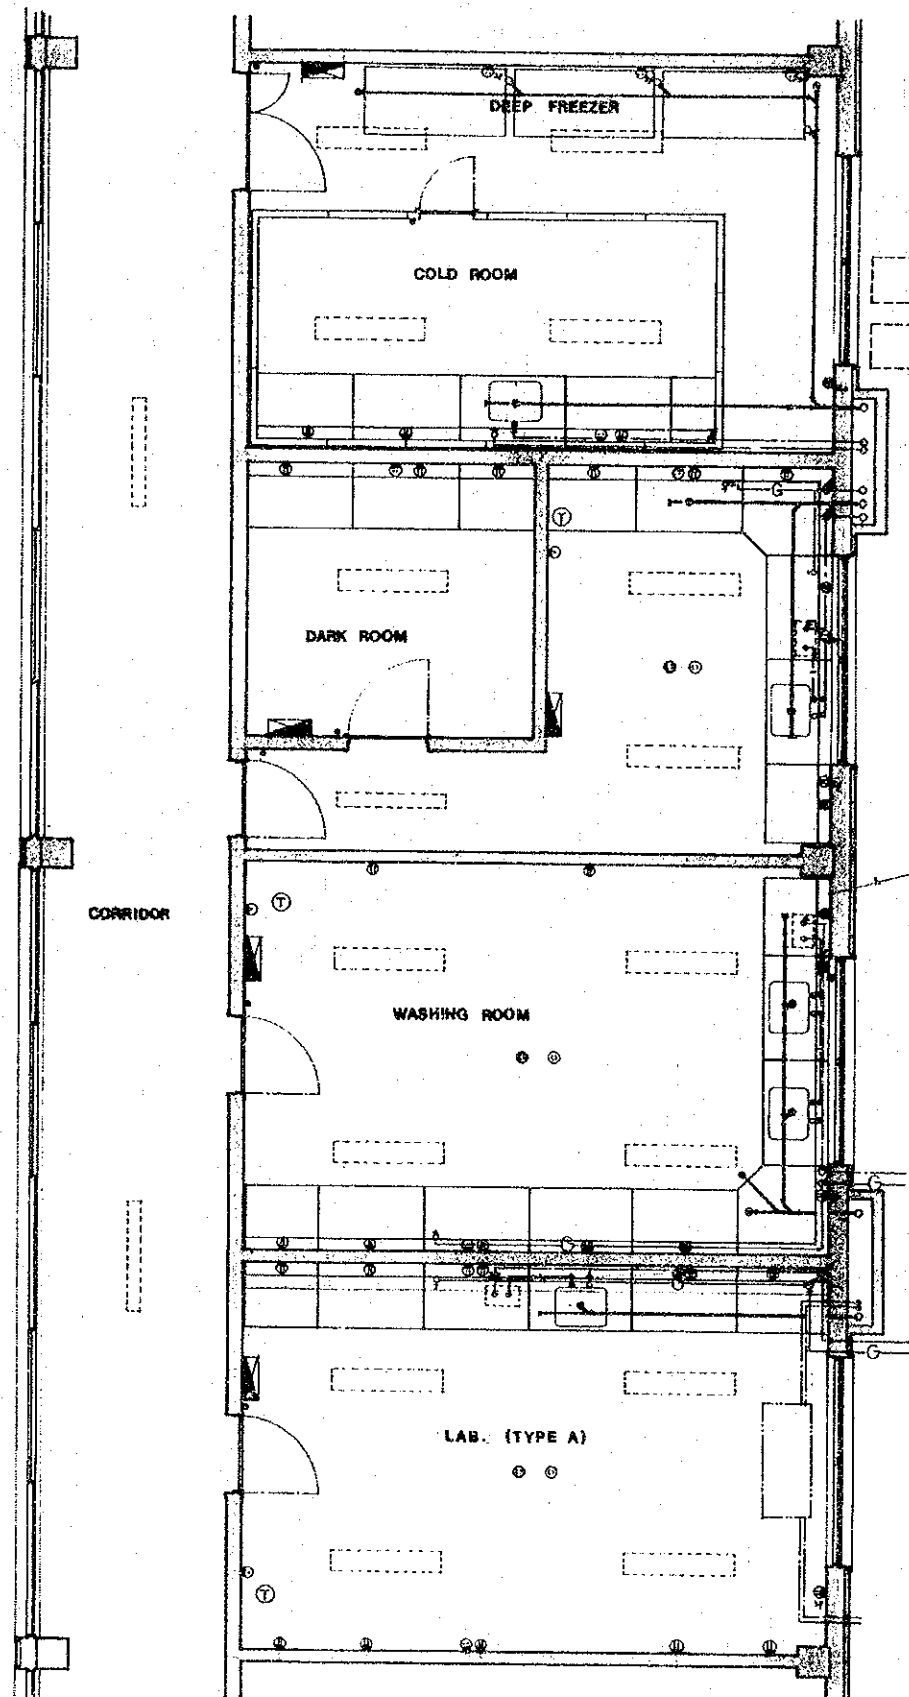 DEEP FREEZER
COLD ROOM
G
T
DARK ROOM
T
CORRIDOR
WASHING ROOM
G
G
G
LAB. (TYPE A)
T